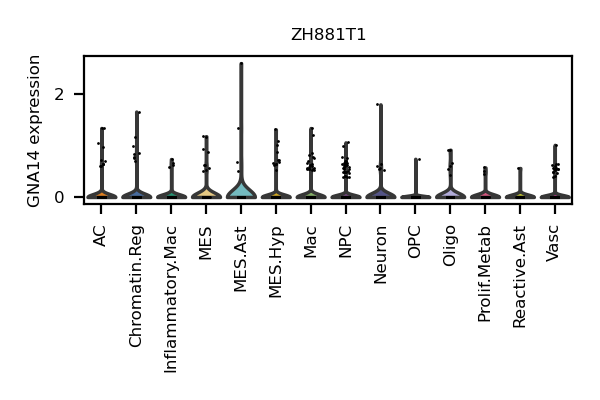 ZH881T1
GNA14 expression
2
0
AC
Chromatin.Reg
Inflammatory.Mac
MES
MES.Ast
MES.Hyp
Mac
NPC
Neuron
OPC
Oligo
Prolif.Metab
Reactive.Ast
Vasc